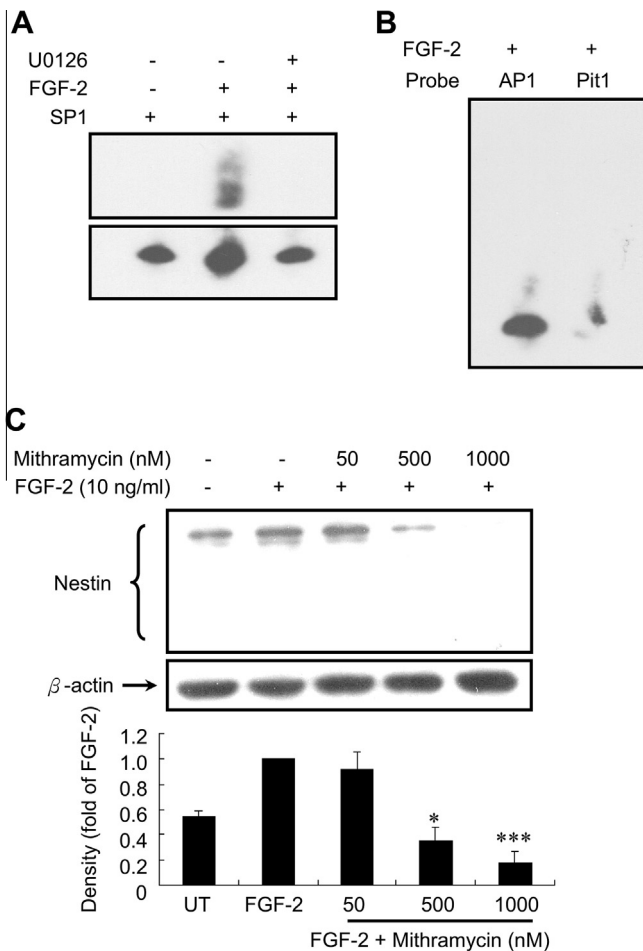 A
U0126 - - +
FGF-2 - + +
SP1 + + +
B
FGF-2 + +
Probe AP1 Pit1
C
Mithramycin (nM) - - 50 500 1000
FGF-2 (10 ng/ml) - + + + +
Nestin
β-actin
Density (fold of FGF-2)
1.2
1.0
0.8
0.6
0.4
0.2
0
* ***
UT FGF-2 50 500 1000
FGF-2 + Mithramycin (nM)